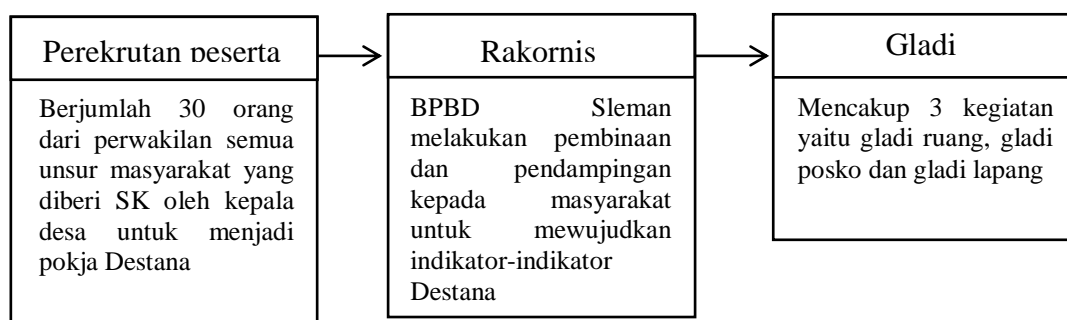 Perekrutan peserta
Berjumlah 30 orang
dari perwakilan semua
unsur masyarakat yang
diberi SK oleh kepala
desa untuk menjadi
pokja Destana
Rakornis
BPBD Sleman
melakukan pembinaan
dan pendampingan
kepada masyarakat
untuk mewujudkan
indikator-indikator
Destana
Gladi
Mencakup 3 kegiatan
yaitu gladi ruang, gladi
posko dan gladi lapang